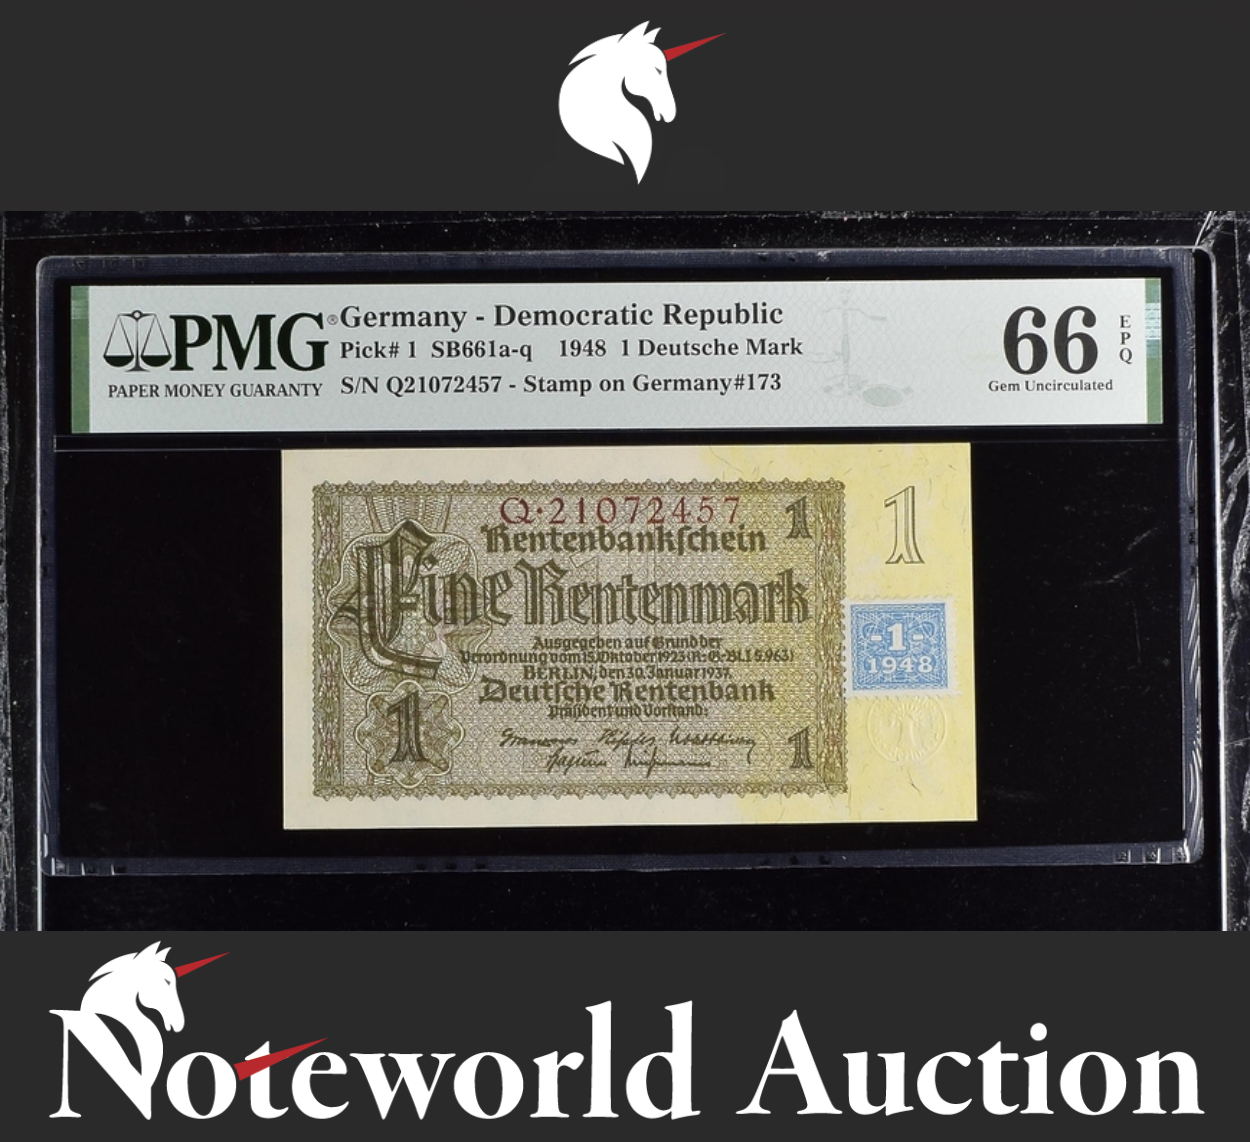 PMG®
PAPER MONEY GUARANTY
Germany - Democratic Republic
Pick# 1 SB661a-q 1948 1 Deutsche Mark
S/N Q21072457 - Stamp on Germany#173
66
EPQ
Gem Uncirculated
Q·21072457
1
1
Rentenbankſchein
Eine Rentenmark
Ausgegeben auf Grund der
Verordnung vom 15. Oktober 1923 (R.-G.-Bl. I S. 963)
BERLIN, den 30. Januar 1937.
Deutſche Rentenbank
Präſident und Vorſtand:
-1-
1948
1
1
Noteworld Auction